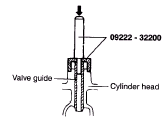 09222 - 32200
Valve guide
Cylinder head